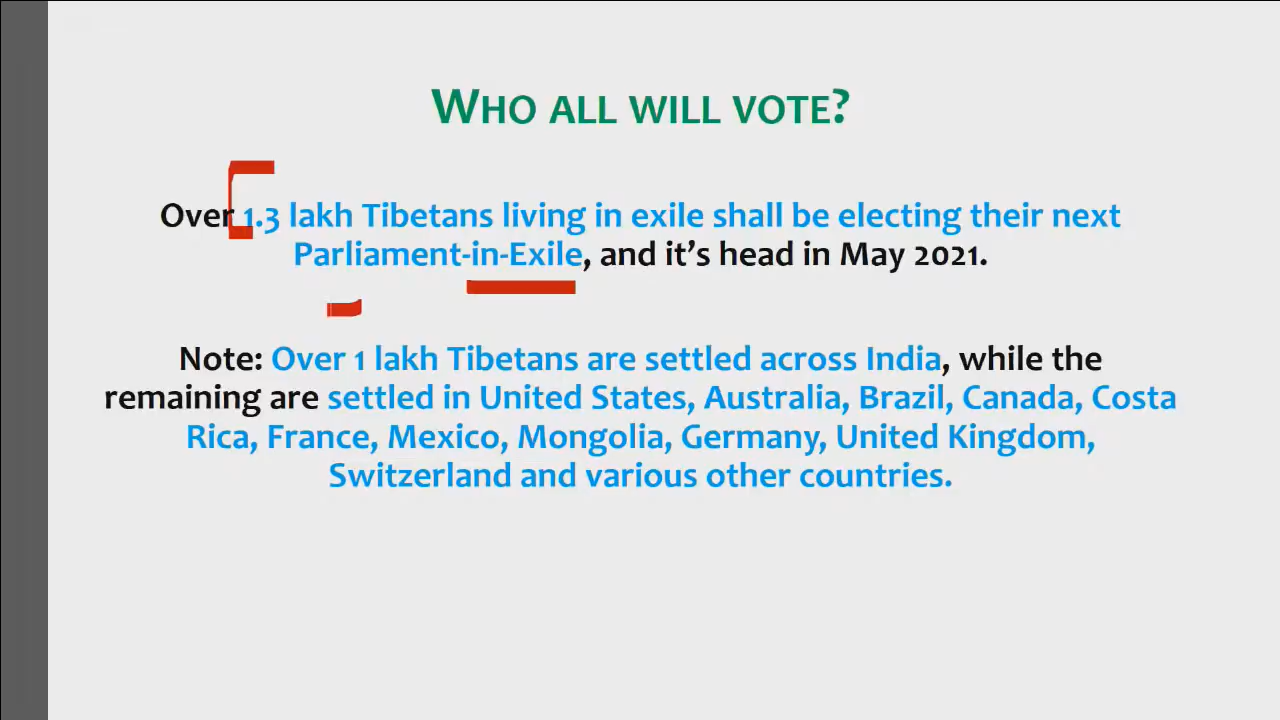 WHO ALL WILL VOTE?
Over 1.3 lakh Tibetans living in exile shall be electing their next
Parliament-in-Exile, and it's head in May 2021.
Note: Over 1 lakh Tibetans are settled across India, while the
remaining are settled in United States, Australia, Brazil, Canada, Costa
Rica, France, Mexico, Mongolia, Germany, United Kingdom,
Switzerland and various other countries.